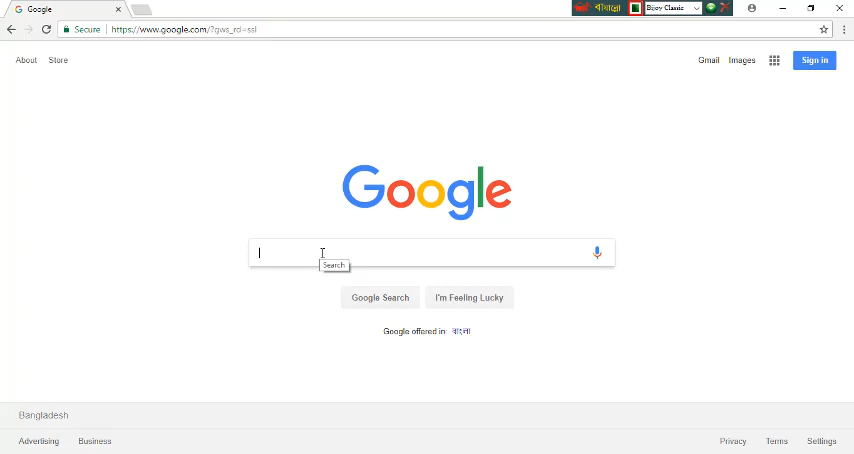 Google
বায়ান্নো
Bijoy Classic
Secure
https://www.google.com/?gws_rd=ssl
About
Store
Gmail
Images
Sign in
Google
Search
Google Search
I'm Feeling Lucky
Google offered in: বাংলা
Bangladesh
Advertising
Business
Privacy
Terms
Settings